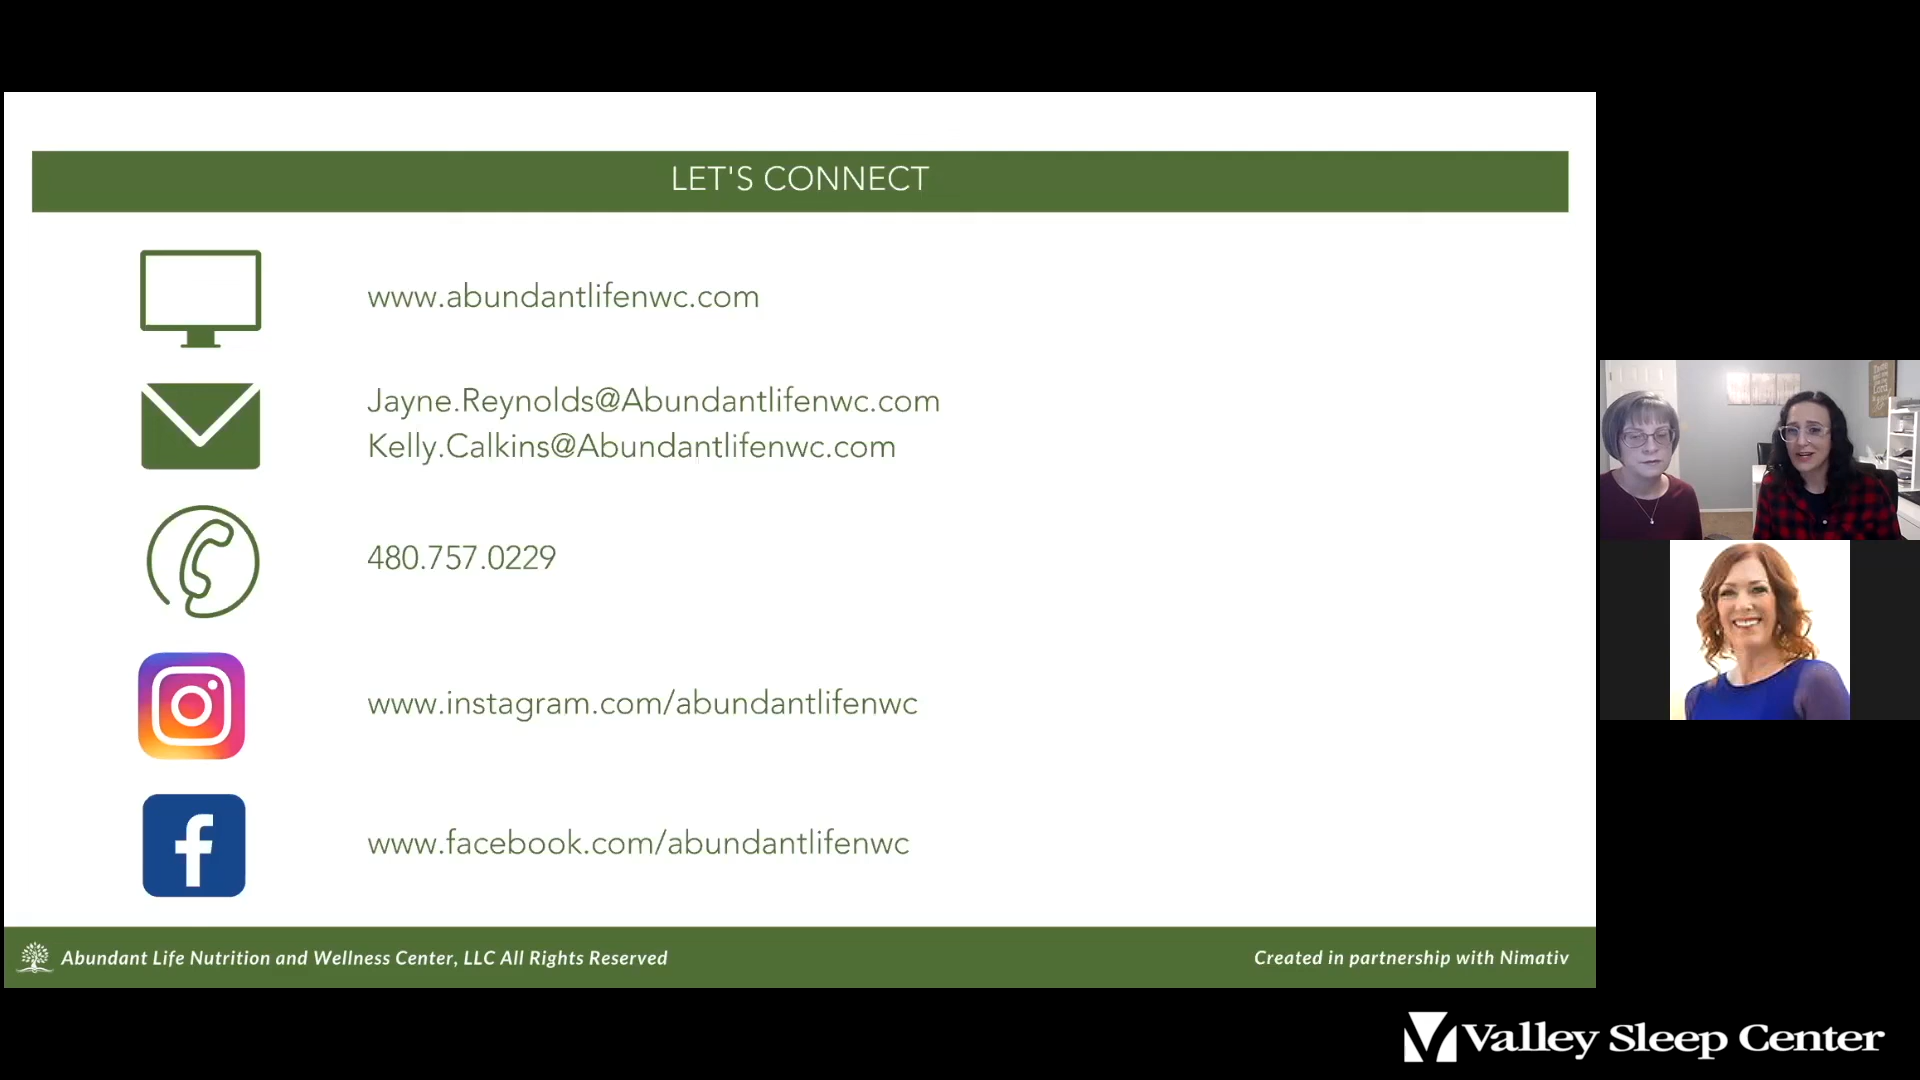 LET'S CONNECT
www.abundantlifenwc.com
Jayne.Reynolds@Abundantlifenwc.com
Kelly.Calkins@Abundantlifenwc.com
480.757.0229
www.instagram.com/abundantlifenwc
www.facebook.com/abundantlifenwc
Abundant Life Nutrition and Wellness Center, LLC All Rights Reserved
Created in partnership with Nimativ
Valley Sleep Center